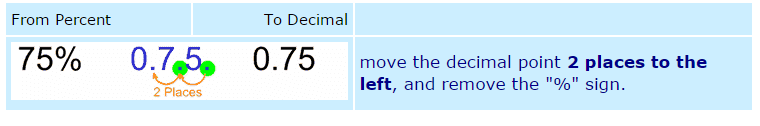 From Percent To Decimal
75% 0.7.5. 0.75
2 Places
move the decimal point 2 places to the
left, and remove the "%" sign.